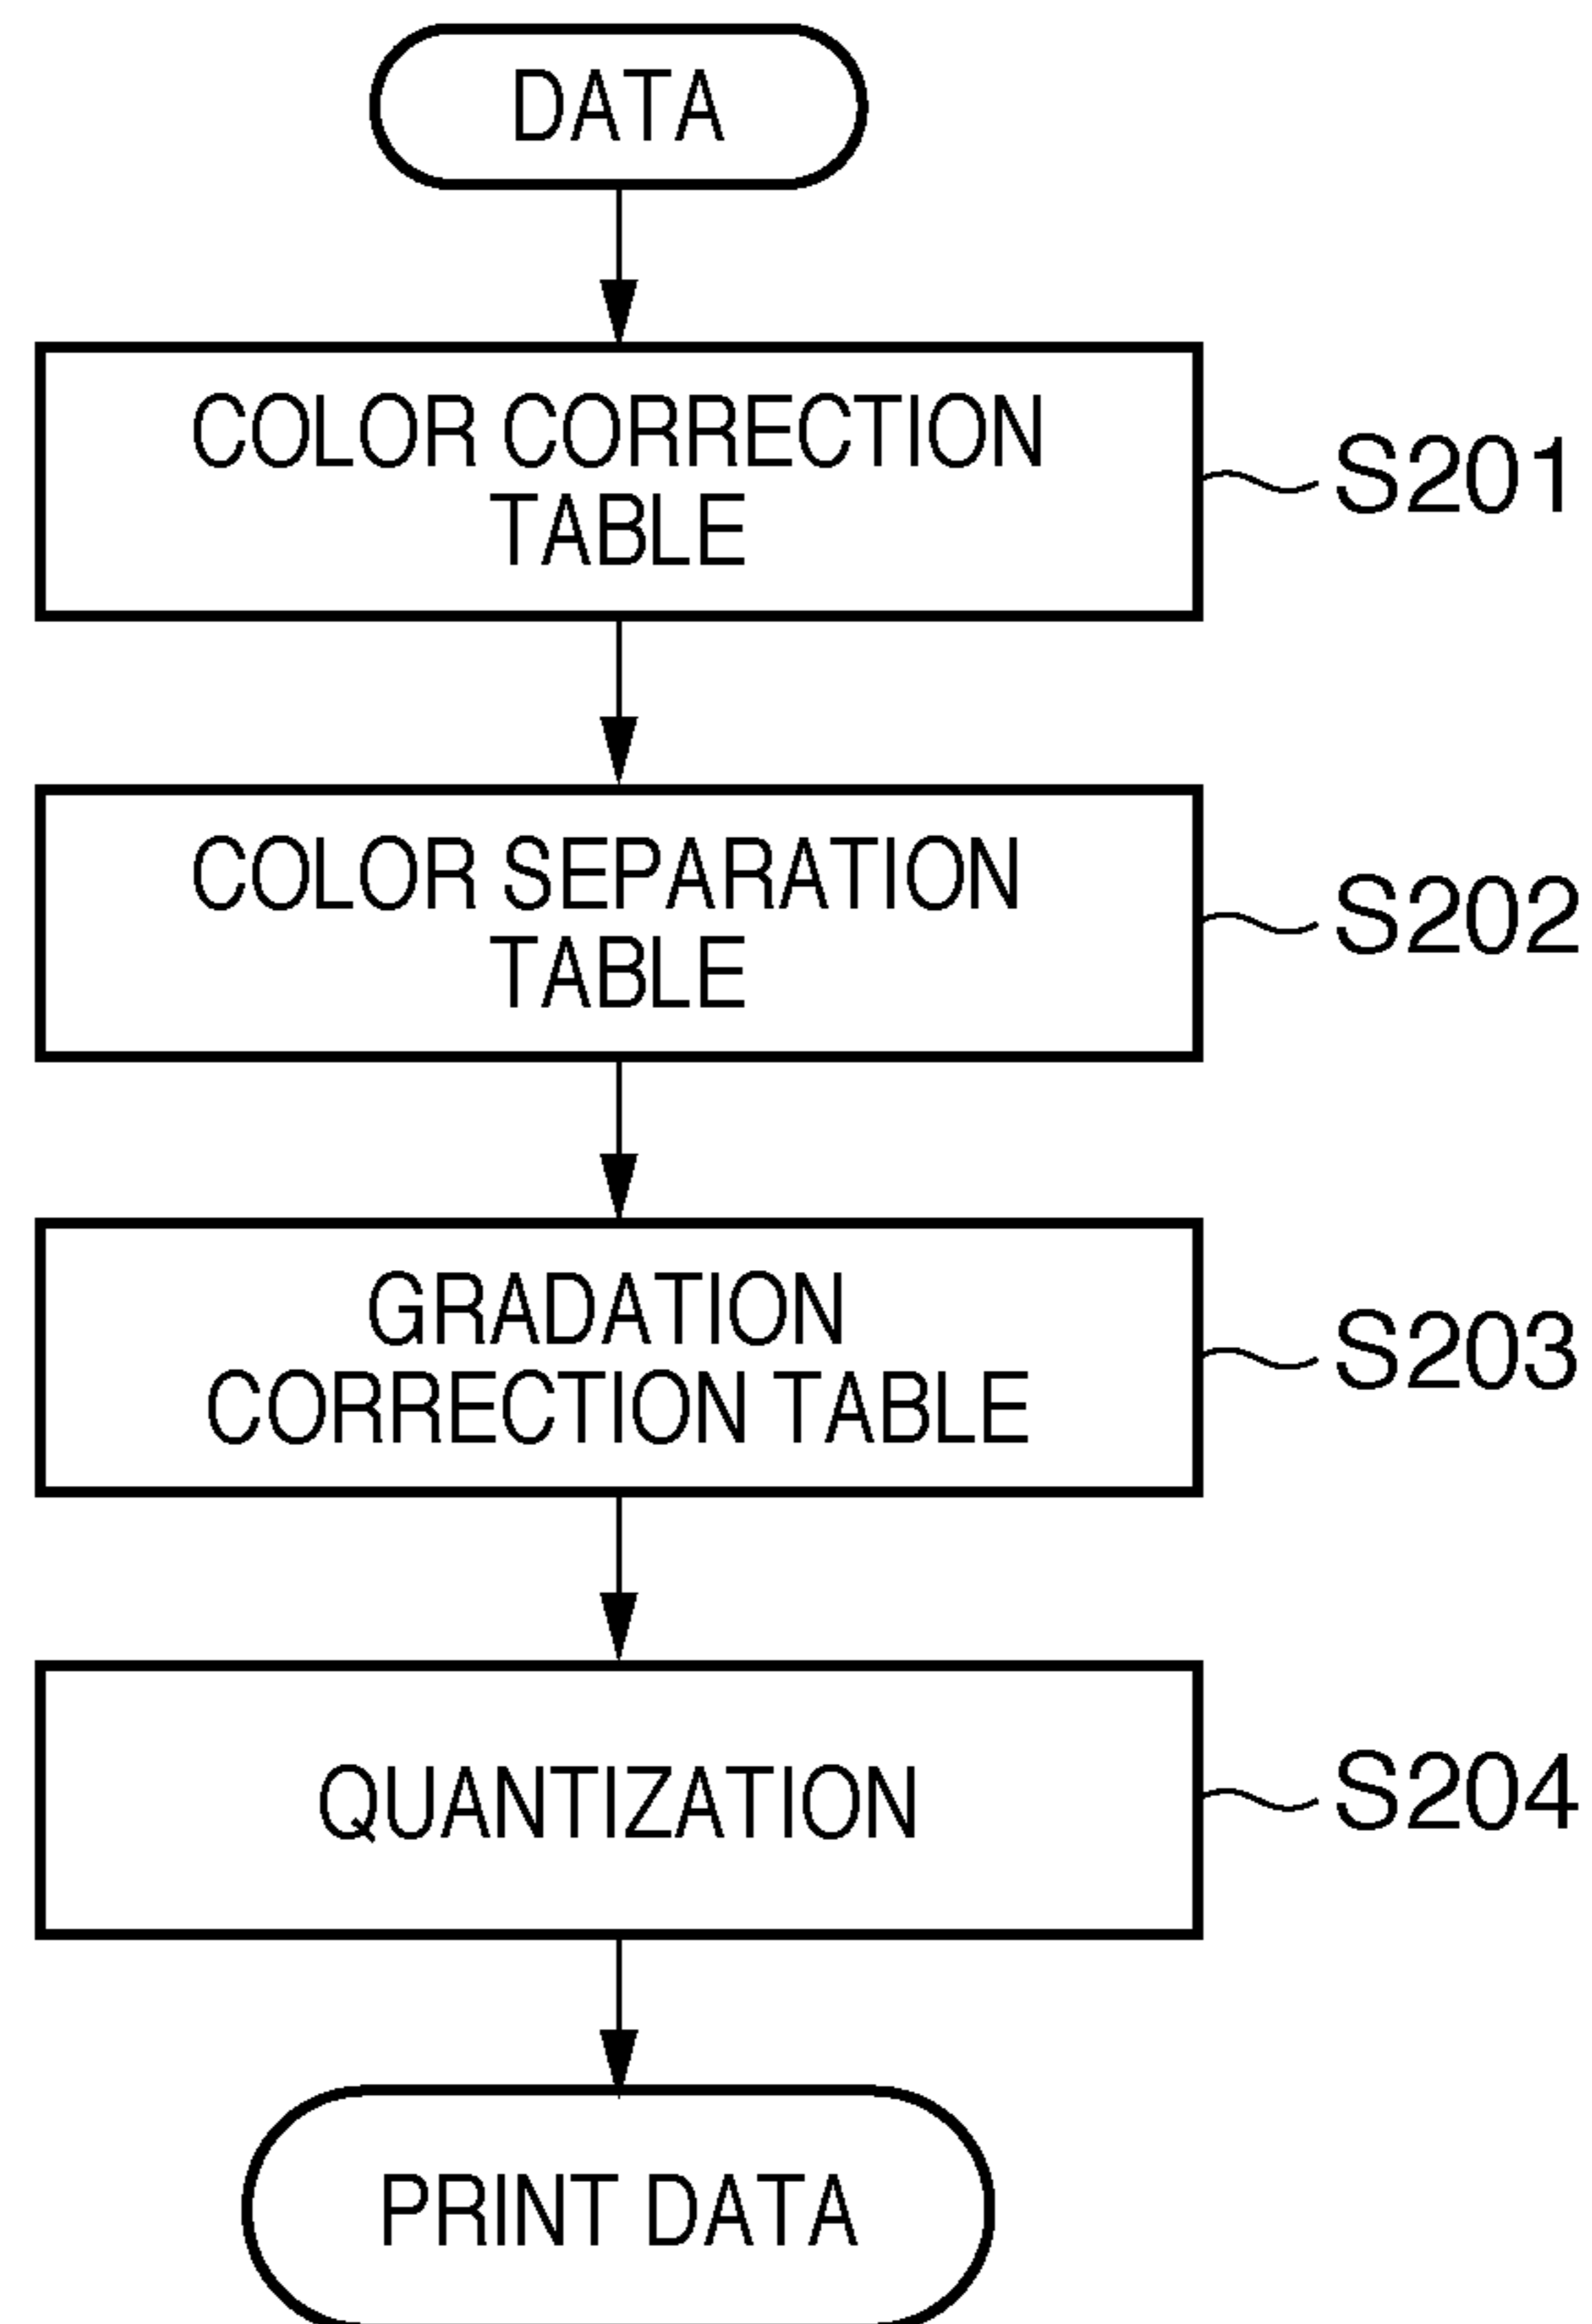 DATA
COLOR CORRECTION
TABLE
S201
COLOR SEPARATION
TABLE
S202
GRADATION
CORRECTION TABLE
S203
QUANTIZATION
S204
PRINT DATA